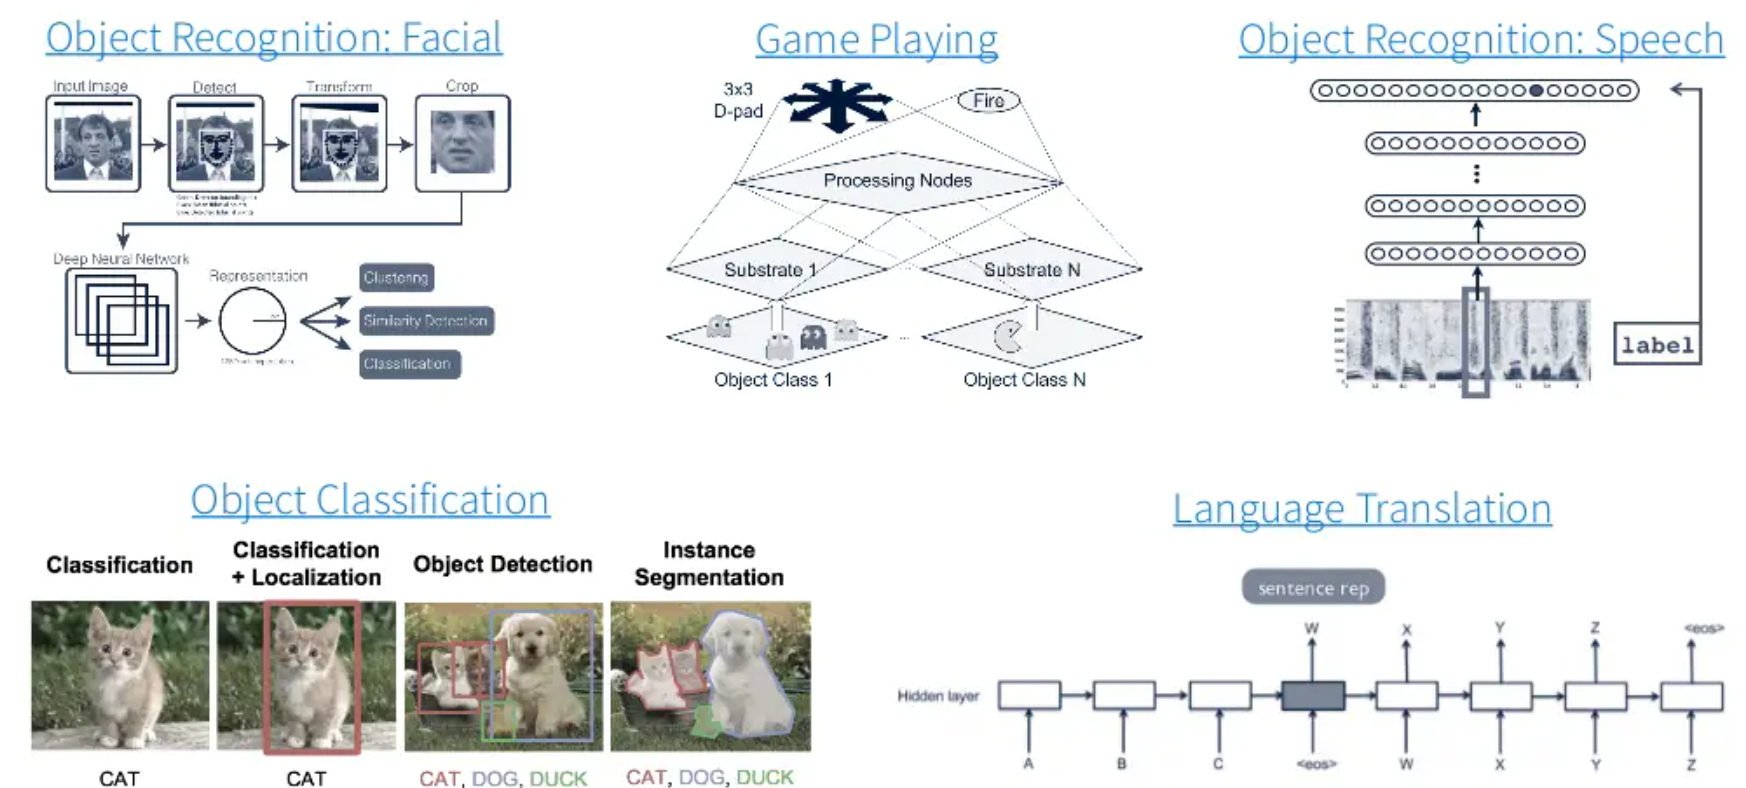 Object Recognition: Facial
Input Image
Detect
Transform
Crop
Deep Neural Network
Representation
Clustering
Similarity Detection
Classification
Game Playing
3x3
D-pad
Fire
Processing Nodes
Substrate 1
...
Substrate N
...
Object Class 1
Object Class N
Object Recognition: Speech
label
Object Classification
Classification
Classification
+ Localization
Object Detection
Instance
Segmentation
CAT
CAT
CAT, DOG, DUCK
CAT, DOG, DUCK
Language Translation
sentence rep
W
X
Y
Z
<eos>
Hidden layer
A
B
C
<eos>
W
X
Y
Z